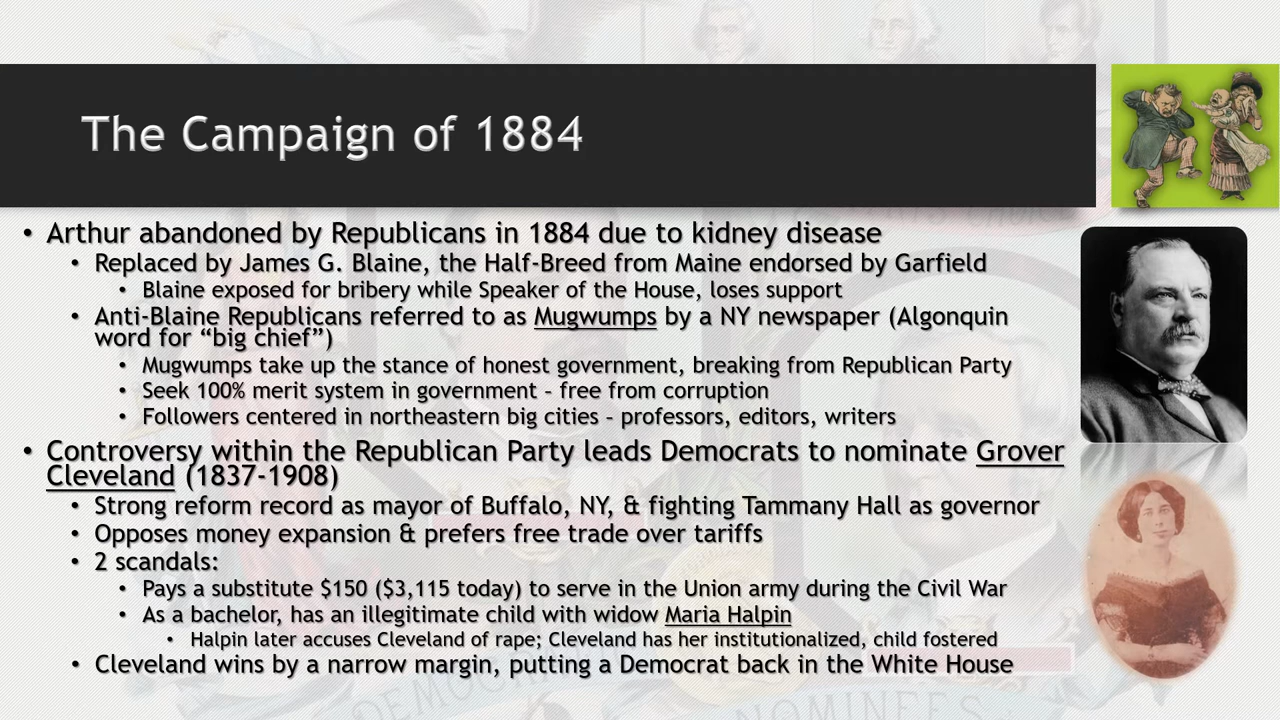 The Campaign of 1884
• Arthur abandoned by Republicans in 1884 due to kidney disease
• Replaced by James G. Blaine, the Half-Breed from Maine endorsed by Garfield
• Blaine exposed for bribery while Speaker of the House, loses support
• Anti-Blaine Republicans referred to as Mugwumps by a NY newspaper (Algonquin
word for “big chief”)
• Mugwumps take up the stance of honest government, breaking from Republican Party
• Seek 100% merit system in government – free from corruption
• Followers centered in northeastern big cities – professors, editors, writers
• Controversy within the Republican Party leads Democrats to nominate Grover
Cleveland (1837-1908)
• Strong reform record as mayor of Buffalo, NY, & fighting Tammany Hall as governor
• Opposes money expansion & prefers free trade over tariffs
• 2 scandals:
• Pays a substitute $150 ($3,115 today) to serve in the Union army during the Civil War
• As a bachelor, has an illegitimate child with widow Maria Halpin
• Halpin later accuses Cleveland of rape; Cleveland has her institutionalized, child fostered
• Cleveland wins by a narrow margin, putting a Democrat back in the White House
NOMINEES